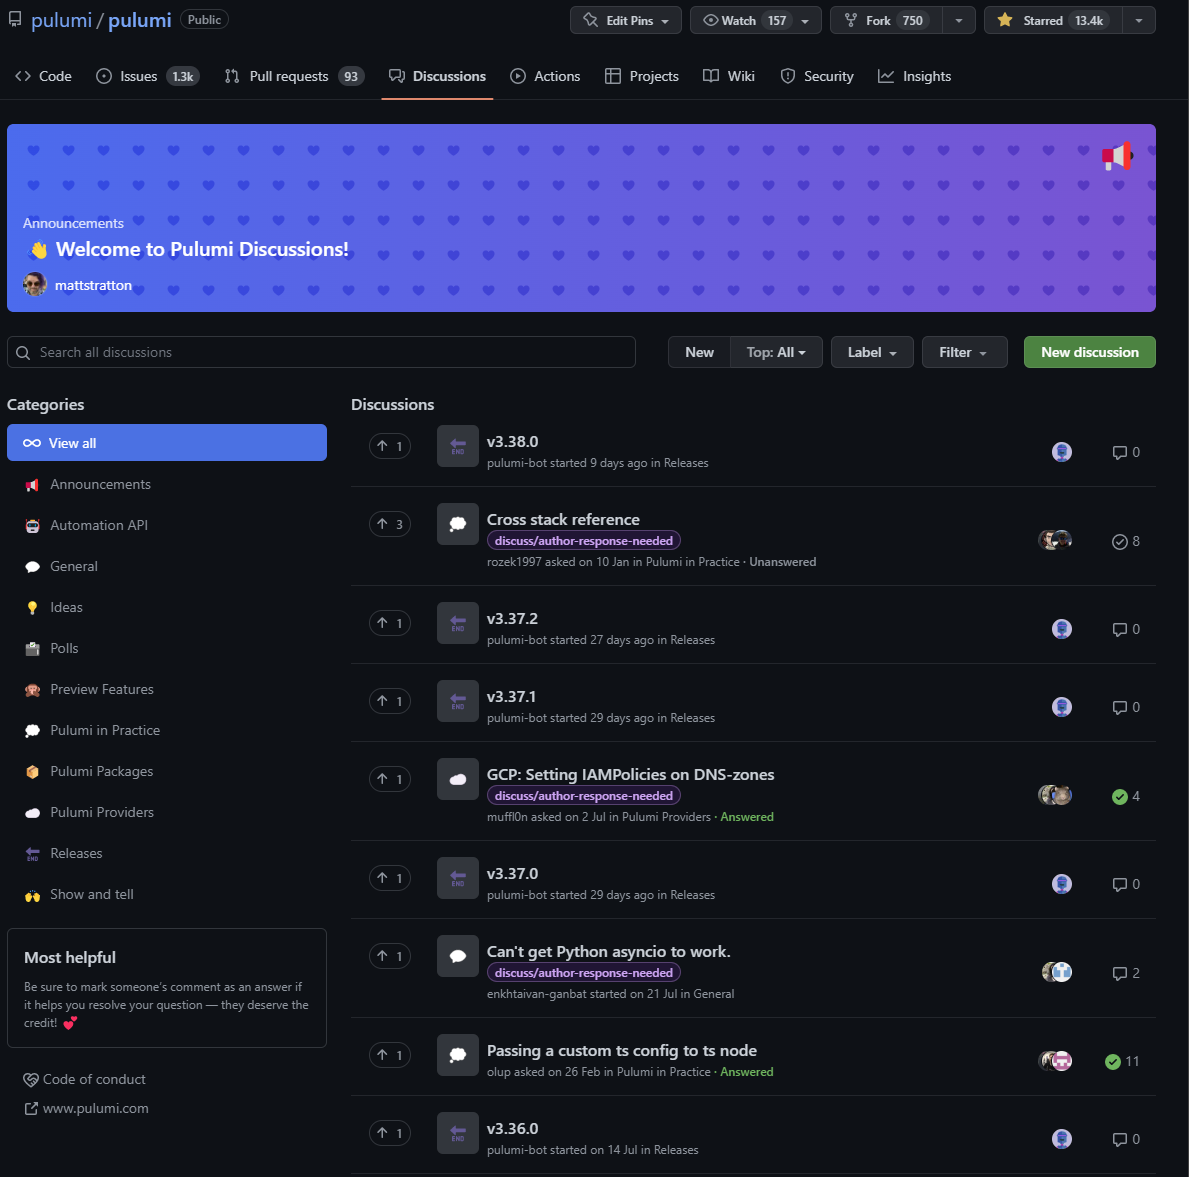 pulumi / pulumi Public
Edit Pins Watch 157 Fork 750 Starred 13.4k
Code Issues 1.3k Pull requests 93 Discussions Actions Projects Wiki Security Insights
Announcements
👋 Welcome to Pulumi Discussions!
mattstratton
Search all discussions New Top: All Label Filter New discussion
Categories
View all
Announcements
Automation API
General
Ideas
Polls
Preview Features
Pulumi in Practice
Pulumi Packages
Pulumi Providers
END Releases
Show and tell
Most helpful
Be sure to mark someone's comment as an answer if
it helps you resolve your question — they deserve the
credit! 💕
Code of conduct
www.pulumi.com
Discussions
1 END v3.38.0 0
pulumi-bot started 9 days ago in Releases
3 Cross stack reference
discuss/author-response-needed 8
rozek1997 asked on 10 Jan in Pulumi in Practice · Unanswered
1 END v3.37.2 0
pulumi-bot started 27 days ago in Releases
1 END v3.37.1 0
pulumi-bot started 29 days ago in Releases
1 GCP: Setting IAMPolicies on DNS-zones
discuss/author-response-needed 4
muffl0n asked on 2 Jul in Pulumi Providers · Answered
1 END v3.37.0 0
pulumi-bot started 29 days ago in Releases
1 Can't get Python asyncio to work.
discuss/author-response-needed 2
enkhtaivan-ganbat started on 21 Jul in General
1 Passing a custom ts config to ts node 11
olup asked on 26 Feb in Pulumi in Practice · Answered
1 END v3.36.0 0
pulumi-bot started on 14 Jul in Releases